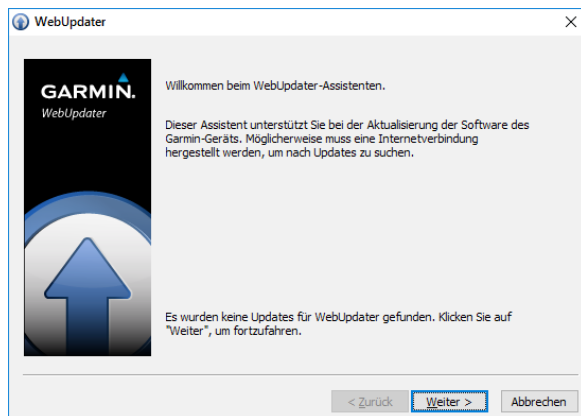 WebUpdater
GARMIN.
WebUpdater
Willkommen beim WebUpdater-Assistenten.
Dieser Assistent unterstützt Sie bei der Aktualisierung der Software des
Garmin-Geräts. Möglicherweise muss eine Internetverbindung
hergestellt werden, um nach Updates zu suchen.
Es wurden keine Updates für WebUpdater gefunden. Klicken Sie auf
"Weiter", um fortzufahren.
< Zurück
Weiter >
Abbrechen